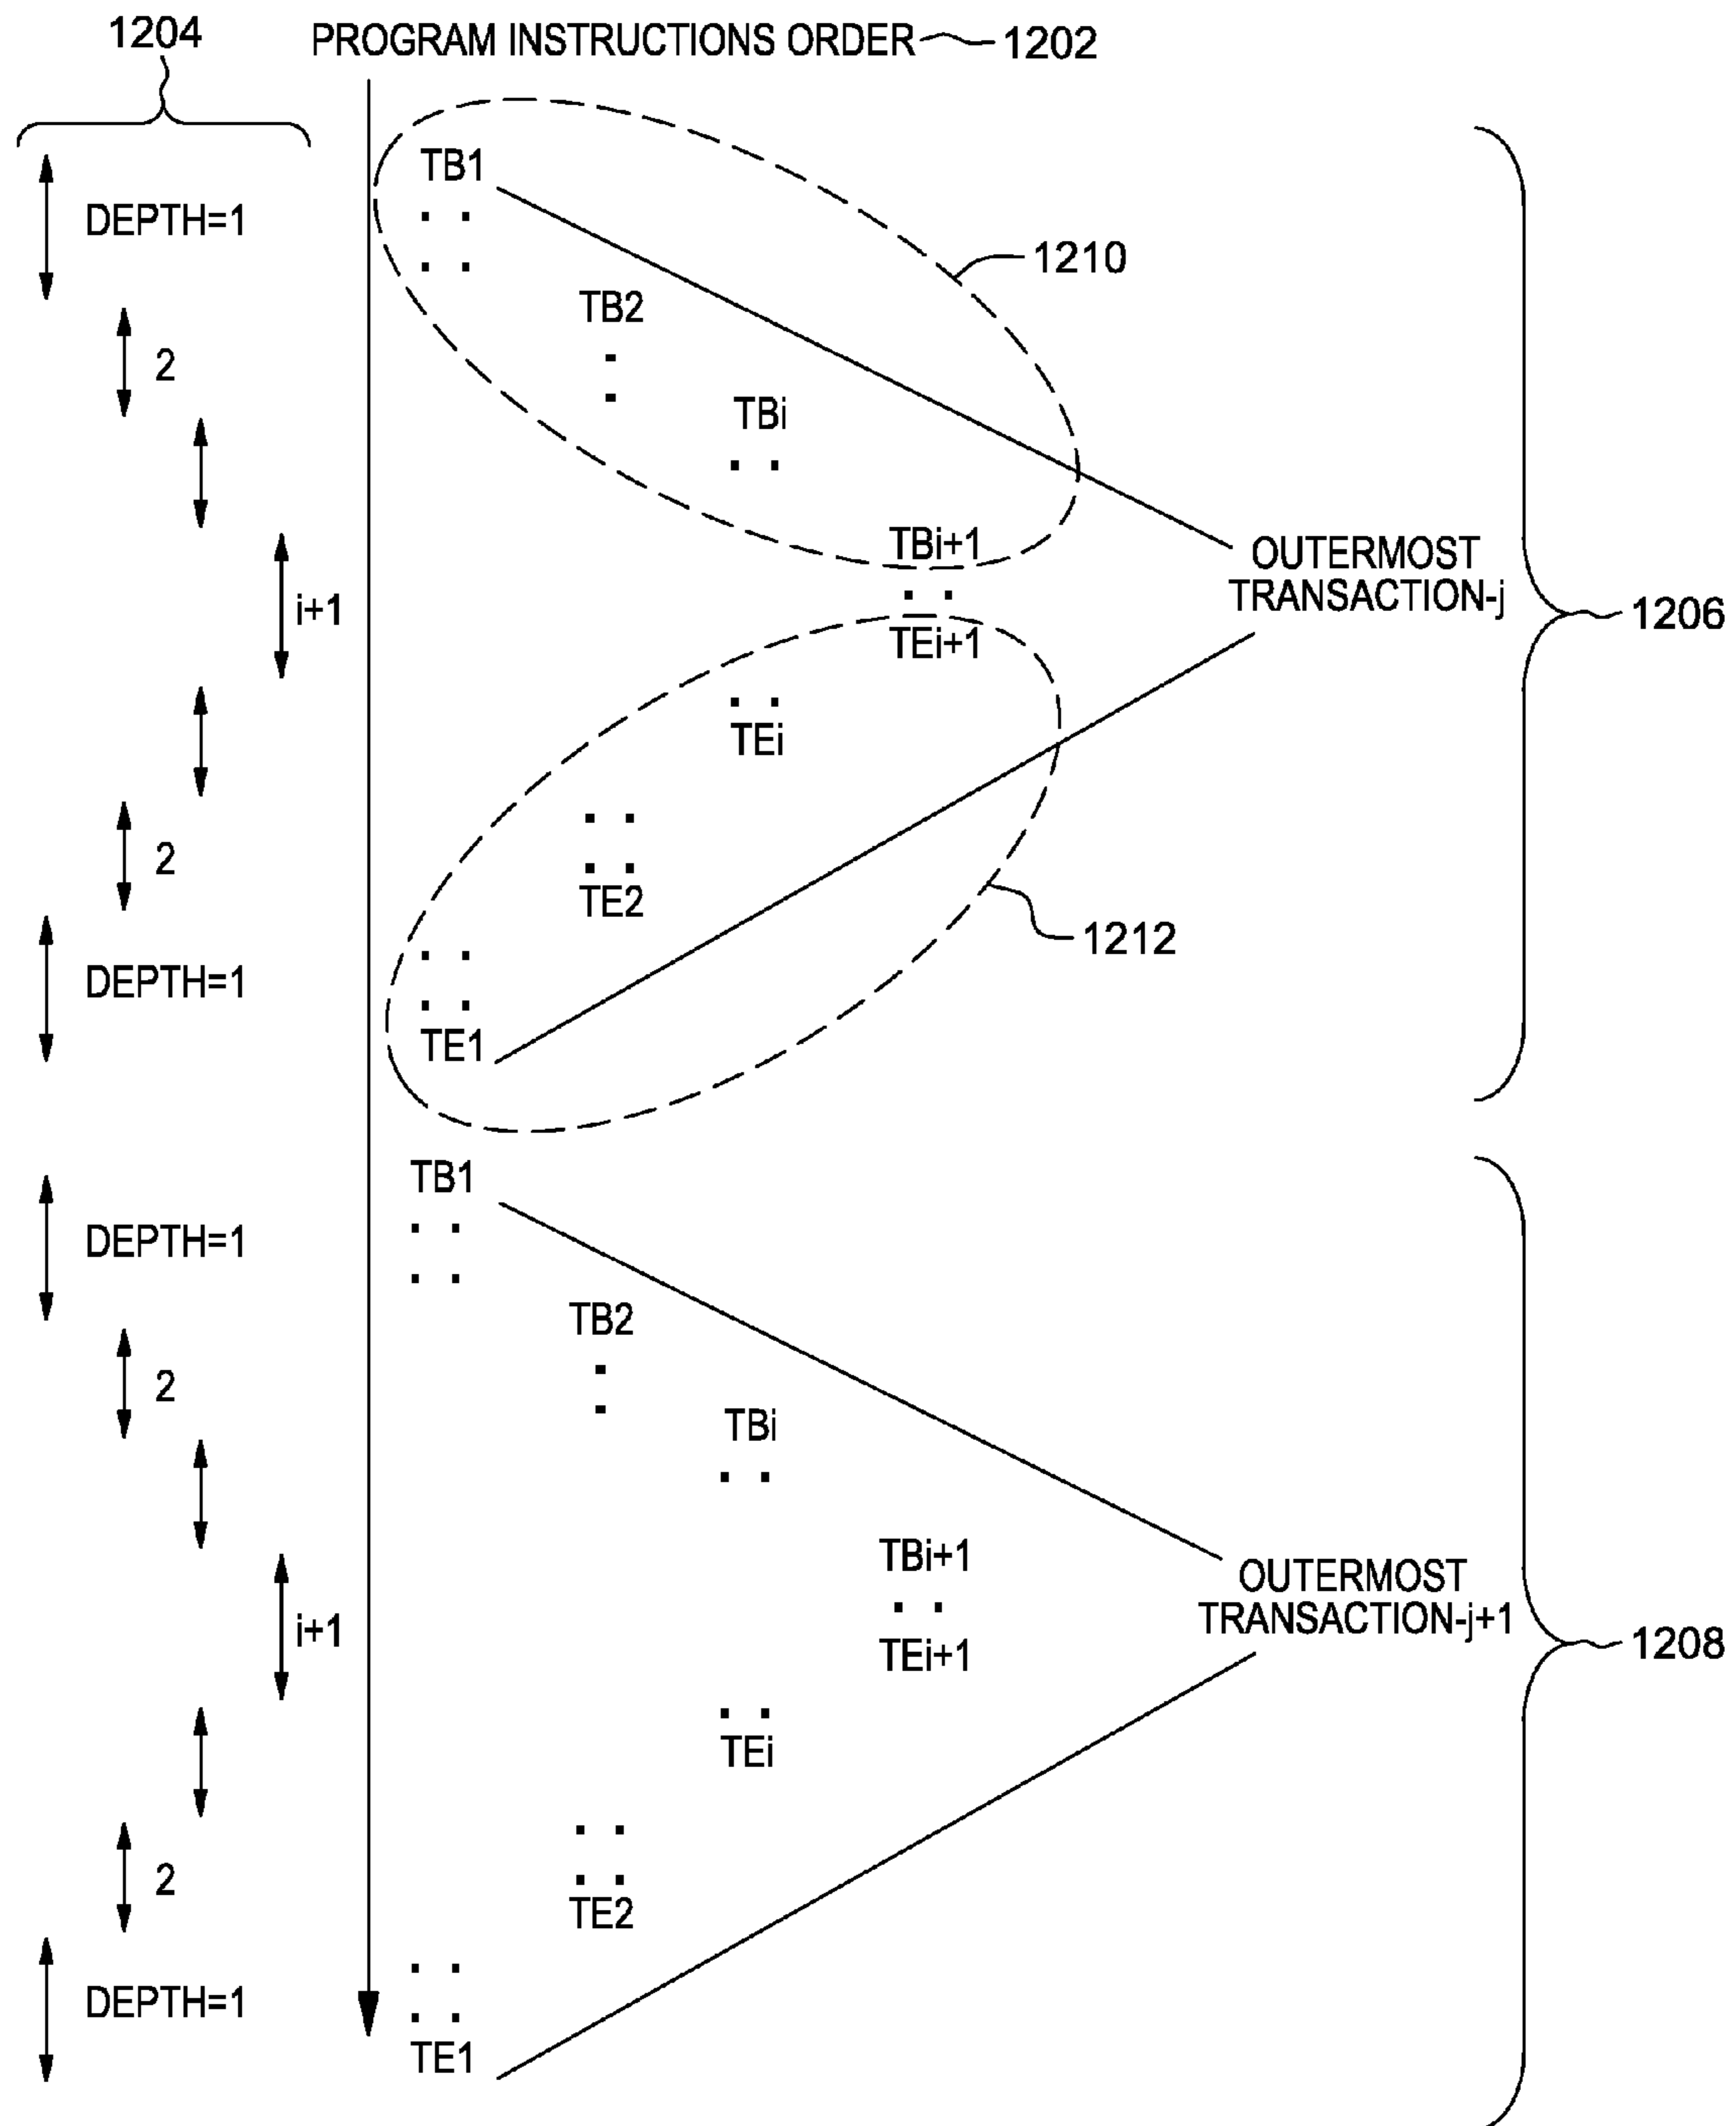 1204
PROGRAM INSTRUCTIONS ORDER
1202
TB1
DEPTH=1
1210
TB2
2
TBi
TBi+1
OUTERMOST
TRANSACTION-j
i+1
1206
TEi+1
TEi
2
TE2
1212
DEPTH=1
TE1
TB1
DEPTH=1
TB2
2
TBi
TBi+1
OUTERMOST
TRANSACTION-j+1
i+1
1208
TEi+1
TEi
2
TE2
DEPTH=1
TE1